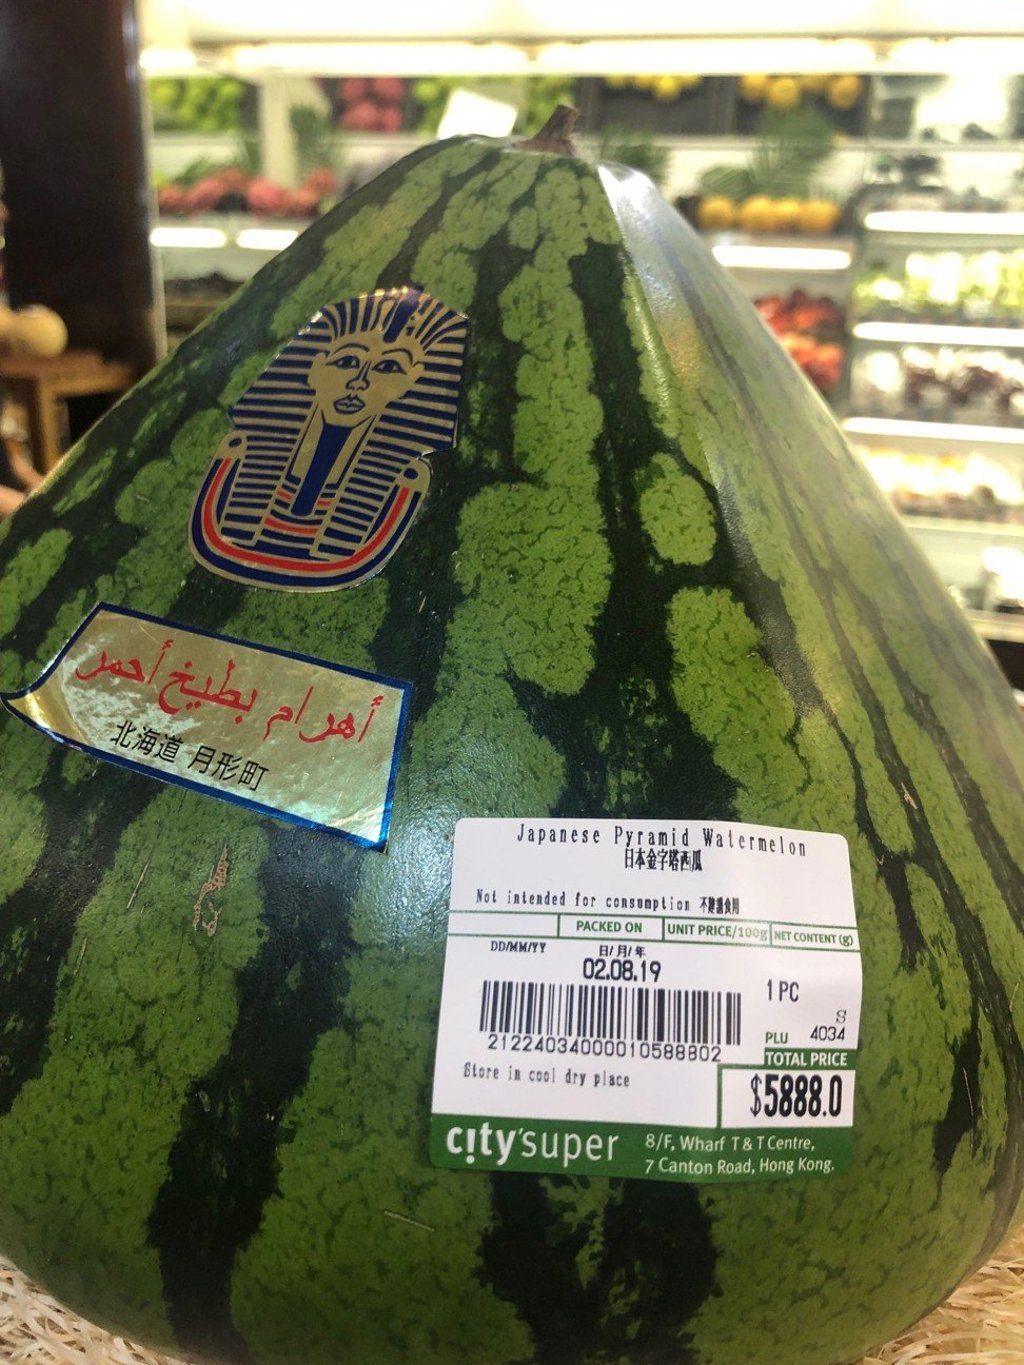 أهرام بطيخ أحمر
北海道 月形町
Japanese Pyramid Watermelon
日本金字塔西瓜
Not intended for consumption 不建議食用
PACKED ON UNIT PRICE/100g NET CONTENT (g)
DD/MM/YY 日/月/年
02.08.19
1 PC
S
PLU 4034
2122403400010588802
TOTAL PRICE
Store in cool dry place
$5888.0
c!ty'super
8/F, Wharf T & T Centre,
7 Canton Road, Hong Kong.